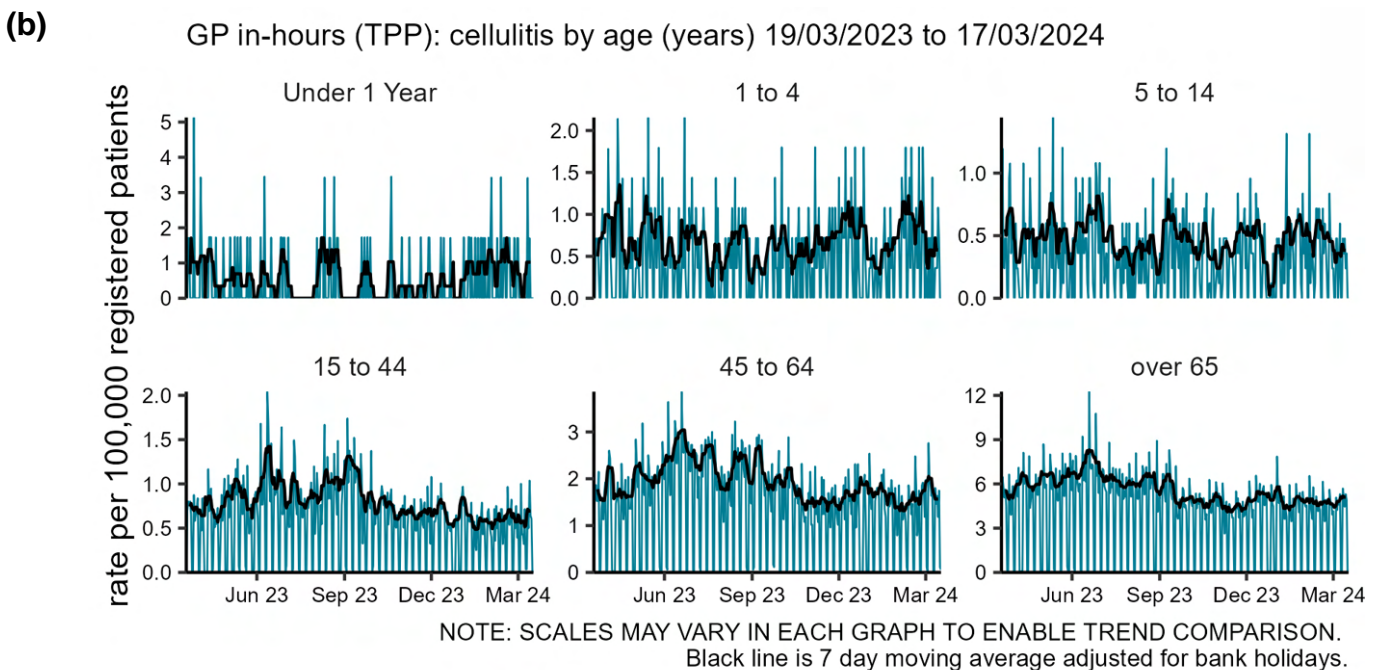 (b)
GP in-hours (TPP): cellulitis by age (years) 19/03/2023 to 17/03/2024
rate per 100,000 registered patients
Under 1 Year
5
4
3
2
1
0
1 to 4
2.0
1.5
1.0
0.5
0.0
5 to 14
1.0
0.5
0.0
15 to 44
2.0
1.5
1.0
0.5
0.0
Jun 23 Sep 23 Dec 23 Mar 24
45 to 64
3
2
1
0
Jun 23 Sep 23 Dec 23 Mar 24
over 65
12
9
6
3
0
Jun 23 Sep 23 Dec 23 Mar 24
NOTE: SCALES MAY VARY IN EACH GRAPH TO ENABLE TREND COMPARISON.
Black line is 7 day moving average adjusted for bank holidays.